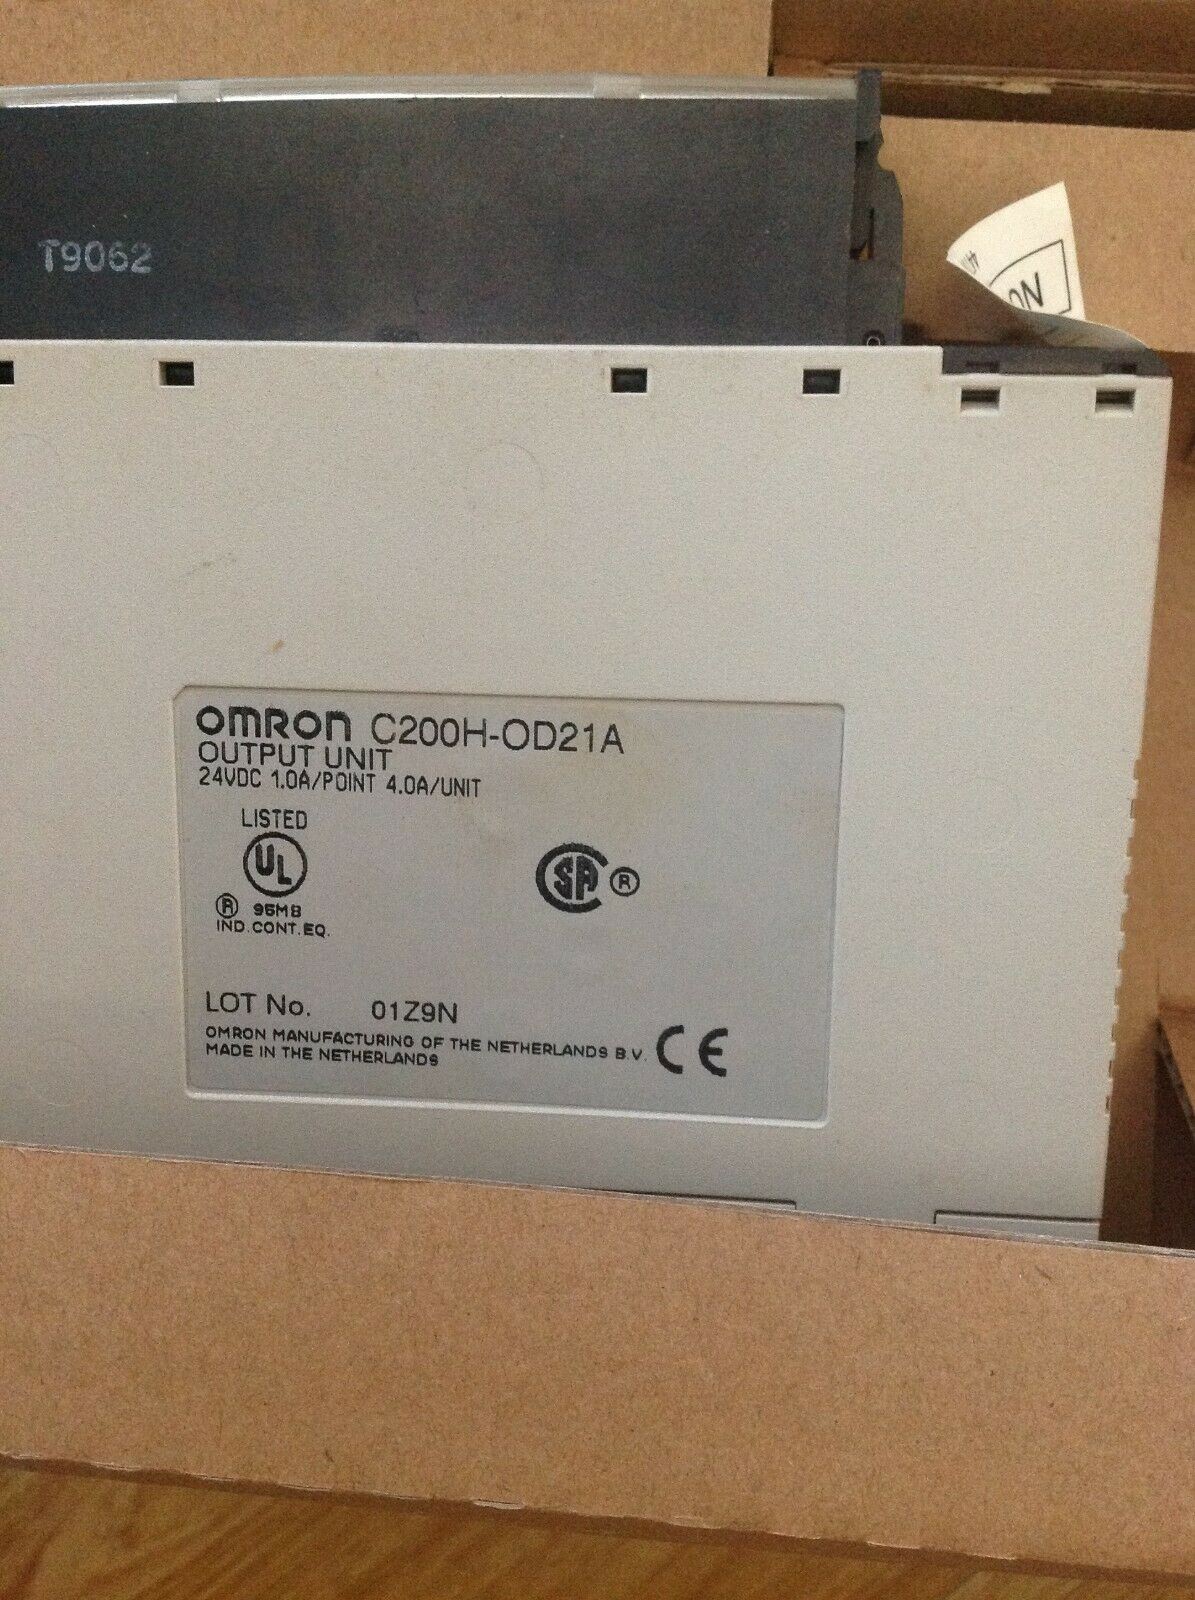 T9062
OMRON C200H-OD21A
OUTPUT UNIT
24VDC 1.0A/POINT 4.0A/UNIT
LISTED
UL
® 95M8
IND.CONT.EQ.
SA ®
LOT No. 01Z9N
OMRON MANUFACTURING OF THE NETHERLANDS B.V.
MADE IN THE NETHERLANDS
CE